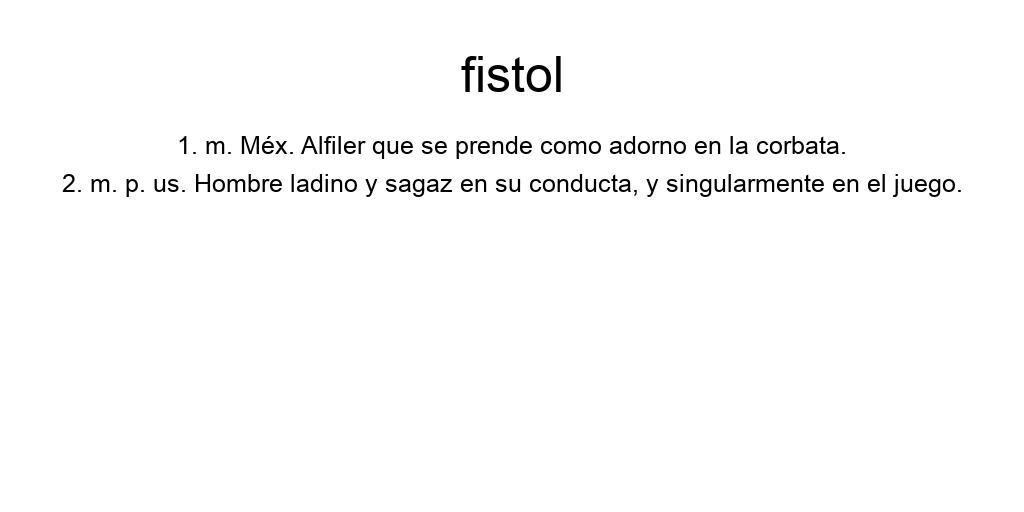 fistol
1. m. Méx. Alfiler que se prende como adorno en la corbata.
2. m. p. us. Hombre ladino y sagaz en su conducta, y singularmente en el juego.